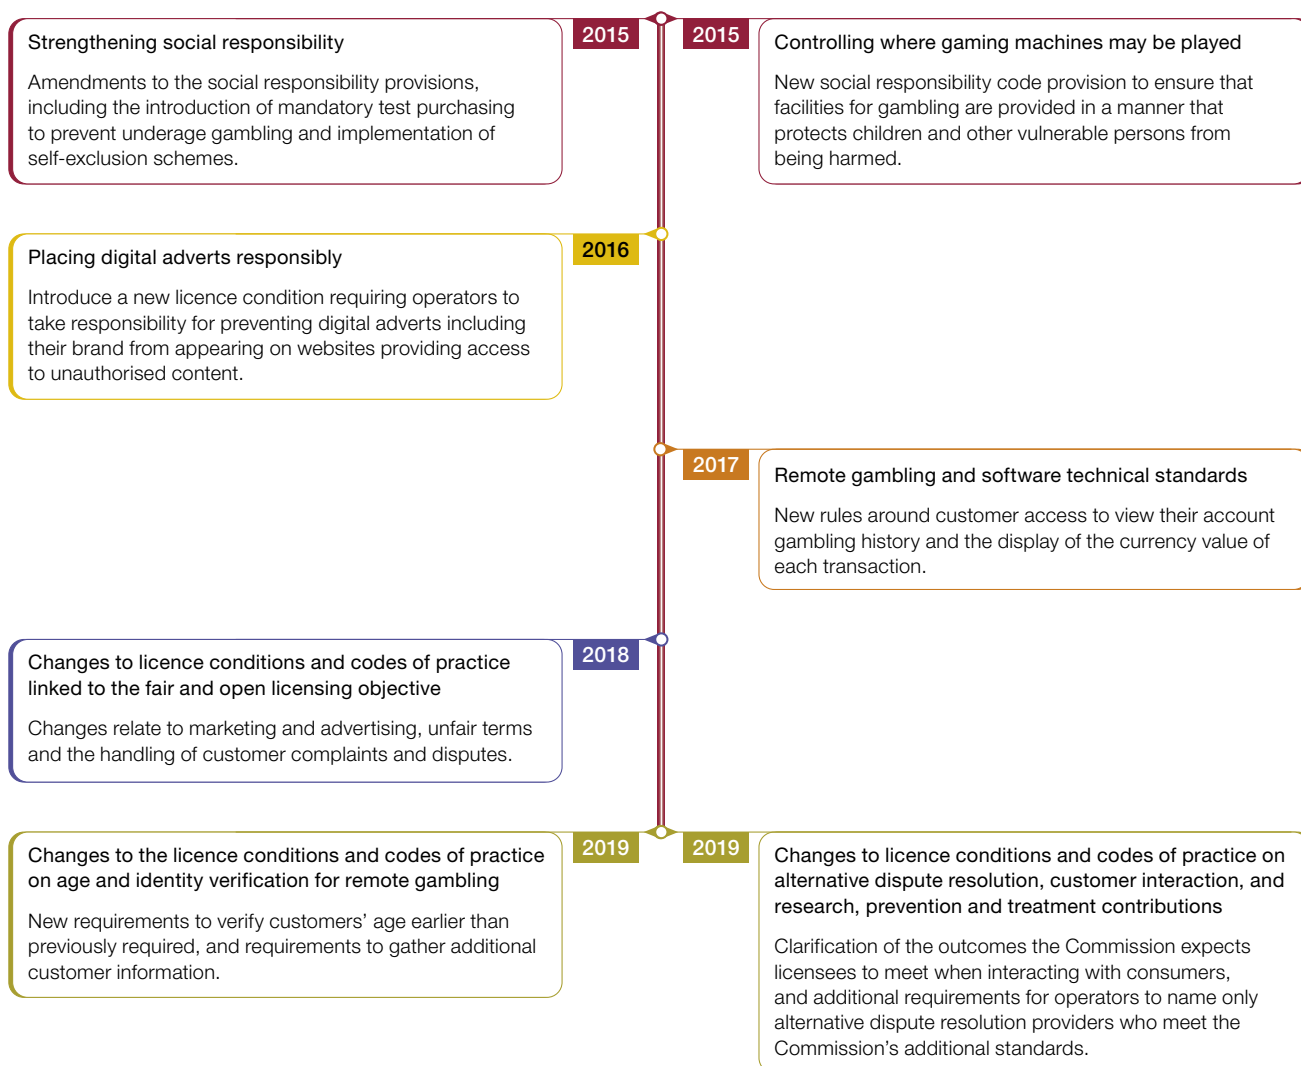 2015
Strengthening social responsibility
Amendments to the social responsibility provisions,
including the introduction of mandatory test purchasing
to prevent underage gambling and implementation of
self-exclusion schemes.
2015
Controlling where gaming machines may be played
New social responsibility code provision to ensure that
facilities for gambling are provided in a manner that
protects children and other vulnerable persons from
being harmed.
2016
Placing digital adverts responsibly
Introduce a new licence condition requiring operators to
take responsibility for preventing digital adverts including
their brand from appearing on websites providing access
to unauthorised content.
2017
Remote gambling and software technical standards
New rules around customer access to view their account
gambling history and the display of the currency value of
each transaction.
2018
Changes to licence conditions and codes of practice
linked to the fair and open licensing objective
Changes relate to marketing and advertising, unfair terms
and the handling of customer complaints and disputes.
2019
Changes to the licence conditions and codes of practice
on age and identity verification for remote gambling
New requirements to verify customers’ age earlier than
previously required, and requirements to gather additional
customer information.
2019
Changes to licence conditions and codes of practice on
alternative dispute resolution, customer interaction, and
research, prevention and treatment contributions
Clarification of the outcomes the Commission expects
licensees to meet when interacting with consumers,
and additional requirements for operators to name only
alternative dispute resolution providers who meet the
Commission’s additional standards.